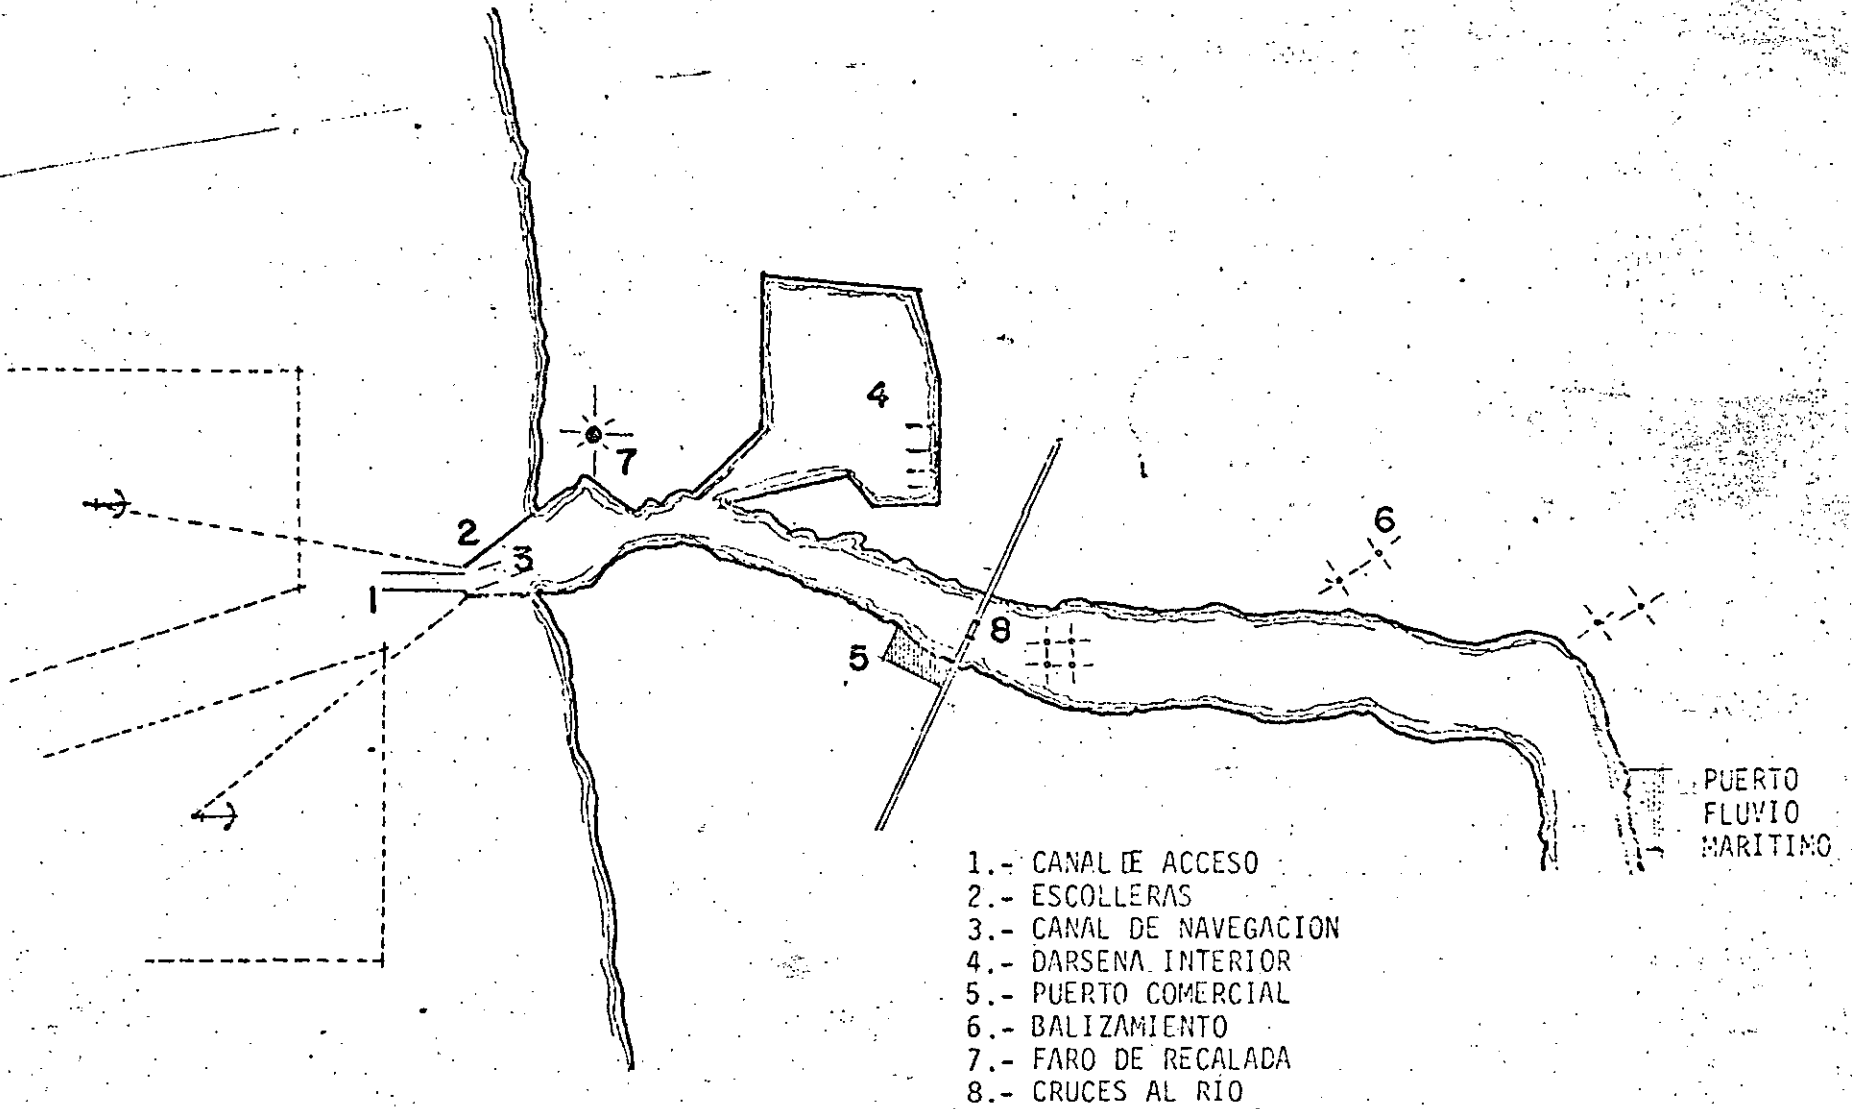 4
7
2
3
1
6
8
5
PUERTO
FLUVIO
MARITIMO
1.- CANAL DE ACCESO
2.- ESCOLLERAS
3.- CANAL DE NAVEGACION
4.- DARSENA INTERIOR
5.- PUERTO COMERCIAL
6.- BALIZAMIENTO
7.- FARO DE RECALADA
8.- CRUCES AL RIO